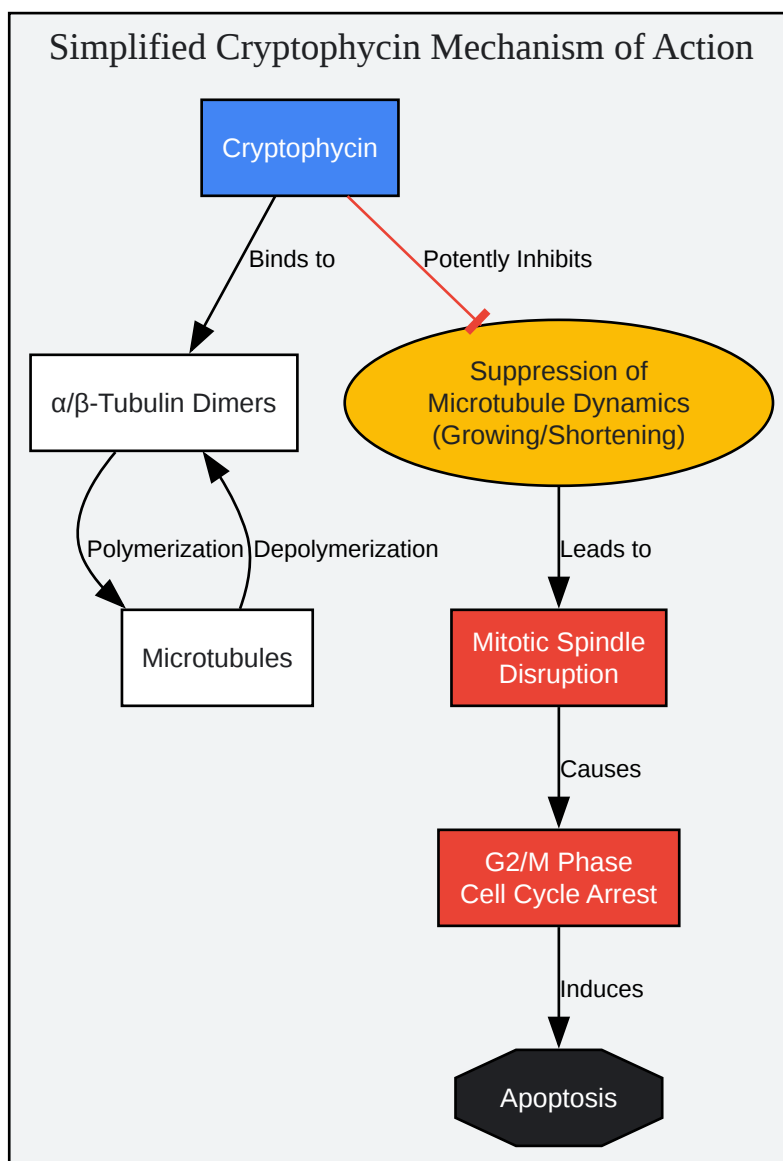 Simplified Cryptophycin Mechanism of Action
Cryptophycin
Binds to
Potently Inhibits
α/β-Tubulin Dimers
Suppression of
Microtubule Dynamics
(Growing/Shortening)
Polymerization
Depolymerization
Leads to
Microtubules
Mitotic Spindle
Disruption
Causes
G2/M Phase
Cell Cycle Arrest
Induces
Apoptosis